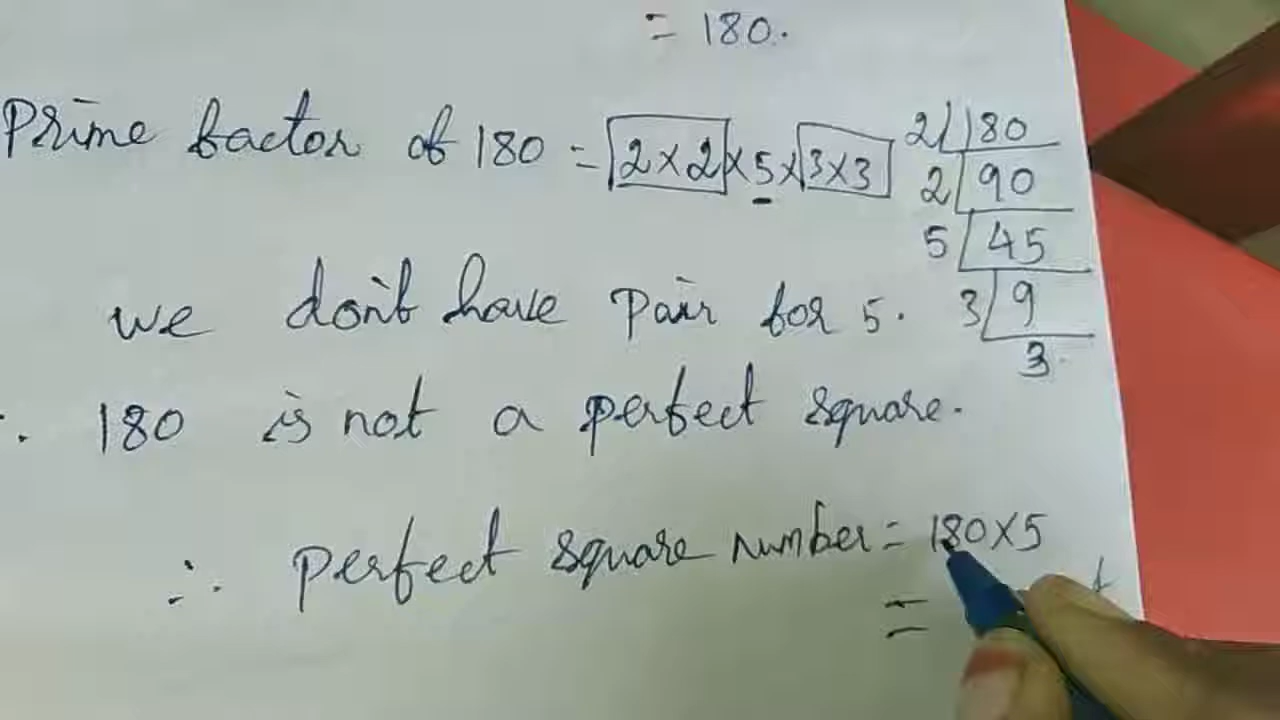 = 180.
Prime factor of 180 = 2×2×5×3×3
2 180
2 90
5 45
3 9
3.
we don't have pair for 5.
∴ 180 is not a perfect square.
∴ perfect square number = 180×5
=